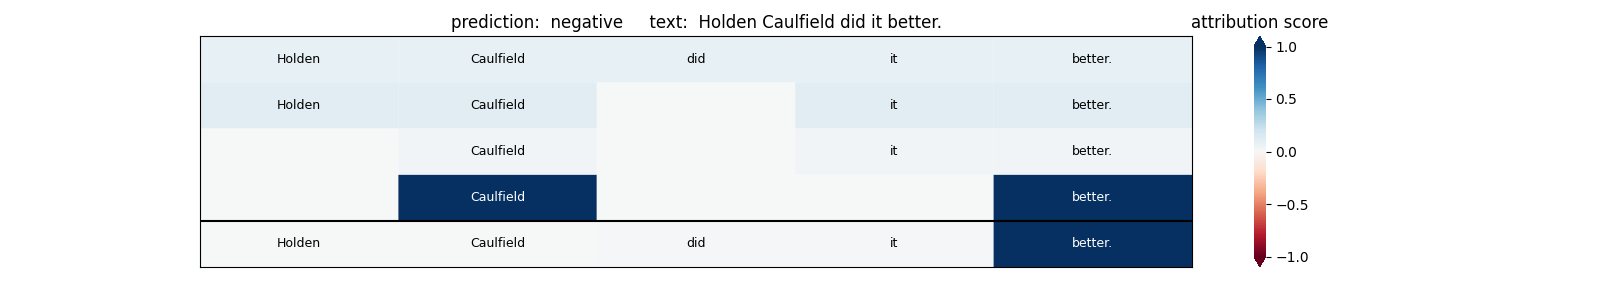 prediction:  negative     text:  Holden Caulfield did it better.
attribution score
Holden Caulfield did it better.
Holden Caulfield it better.
Caulfield it better.
Caulfield better.
Holden Caulfield did it better.
1.0
0.5
0.0
−0.5
−1.0